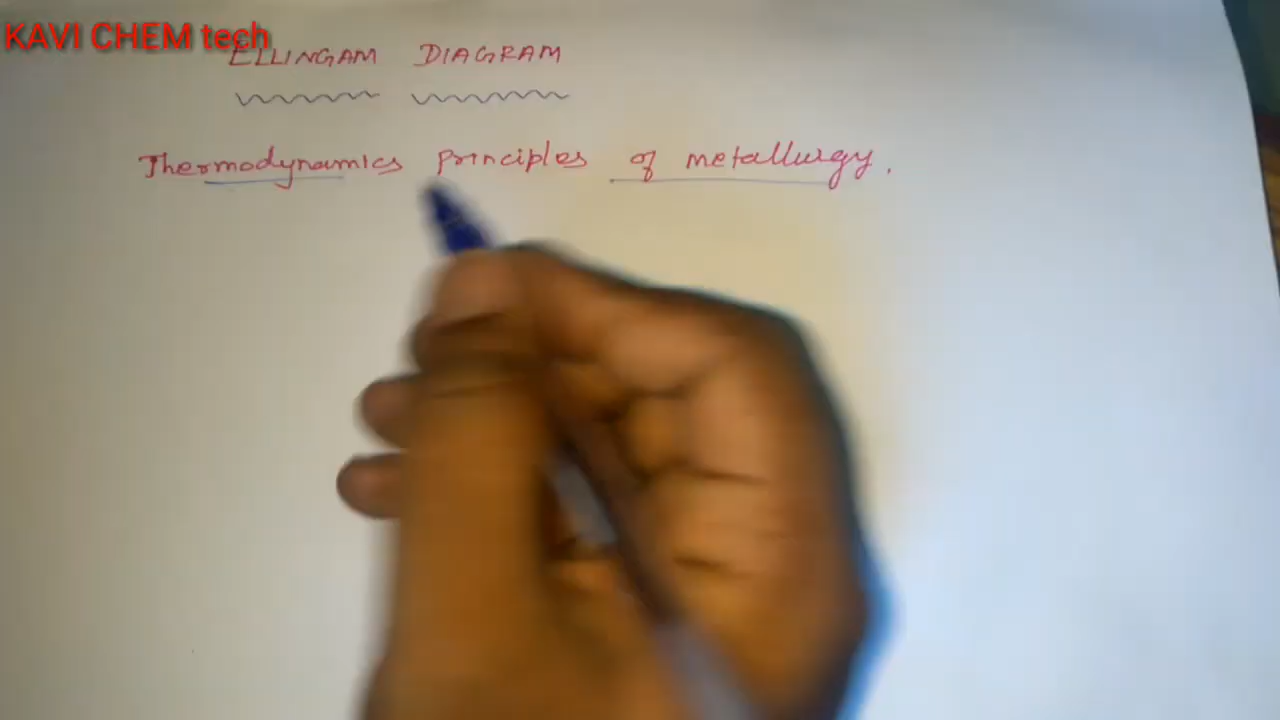 KAVI CHEM tech
ELLINGAM DIAGRAM
Thermodynamics principles of metallurgy.